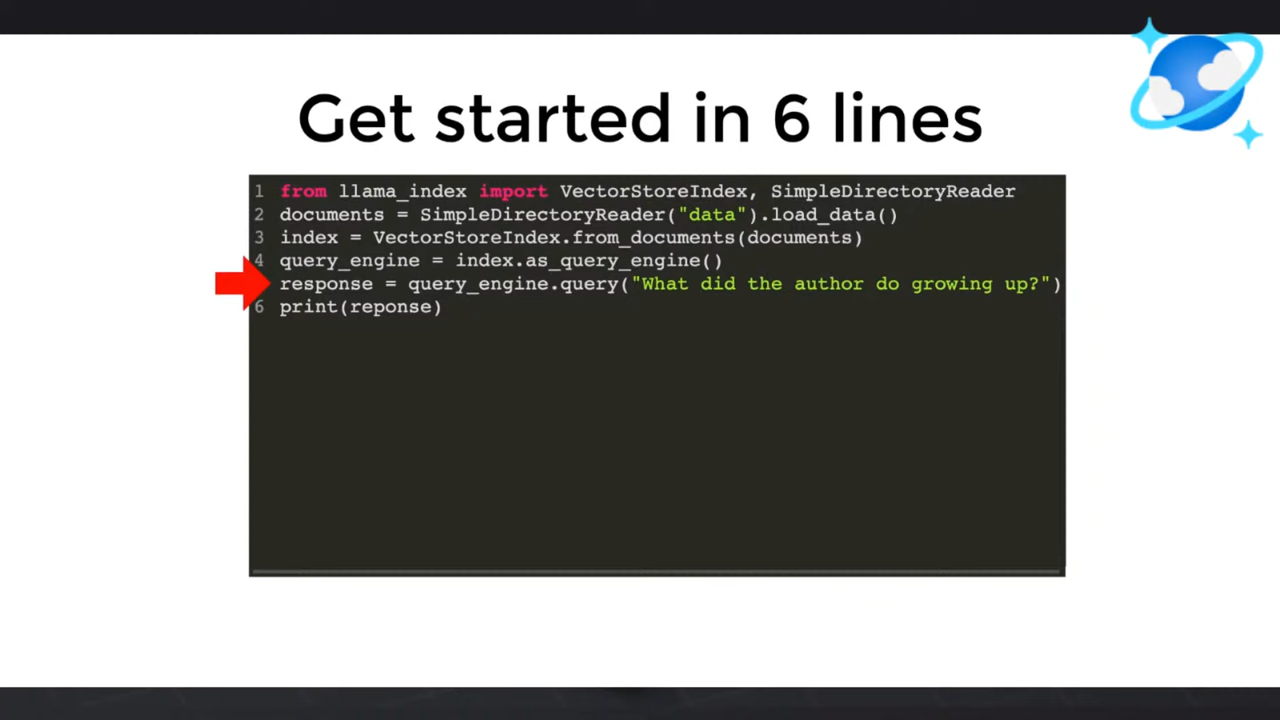 Get started in 6 lines
1 from llama_index import VectorStoreIndex, SimpleDirectoryReader
2 documents = SimpleDirectoryReader("data").load_data()
3 index = VectorStoreIndex.from_documents(documents)
4 query_engine = index.as_query_engine()
response = query_engine.query("What did the author do growing up?")
6 print(reponse)